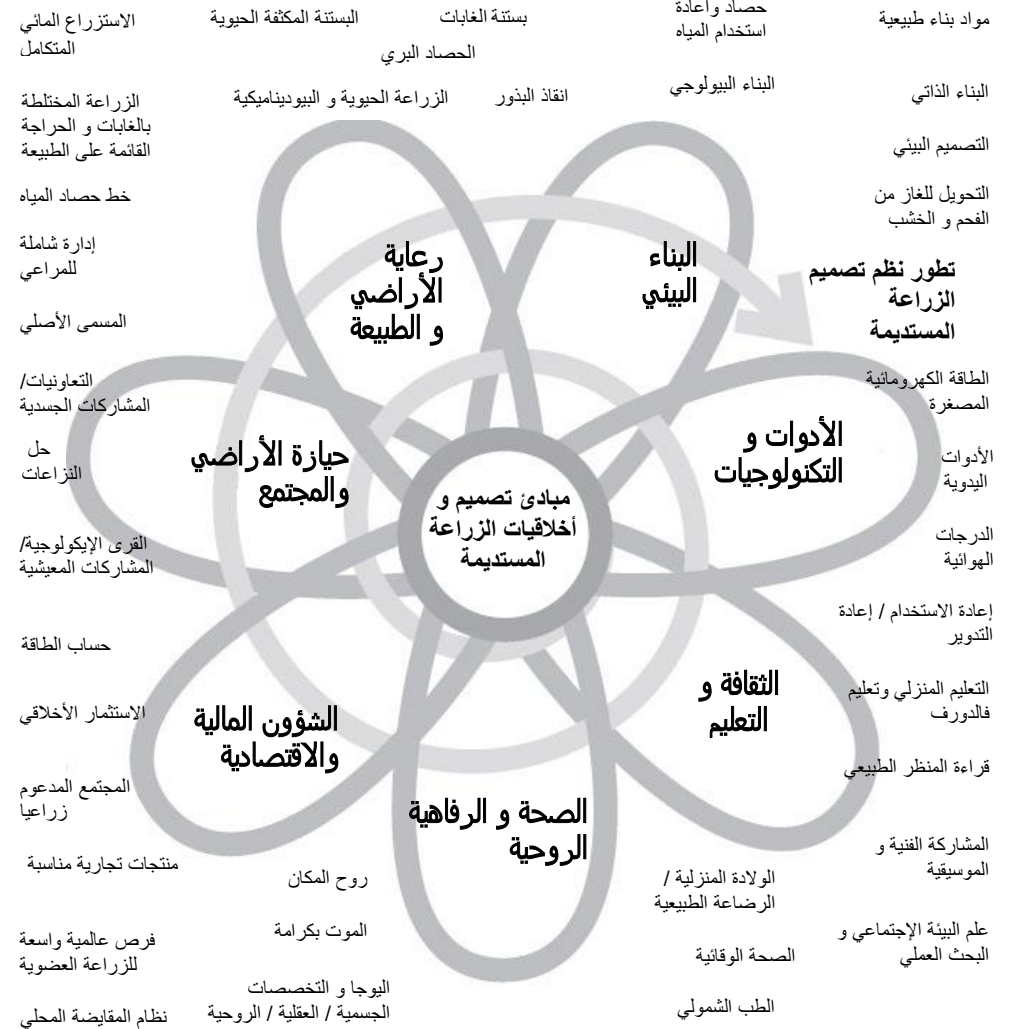 مواد بناء طبيعية
حصاد وأعادة
استخدام المياه
بستنة الغابات
البستنة المكثفة الحيوية
الاستزراع المائي
المتكامل
الحصاد البري
البناء الذاتي
البناء البيولوجي
انقاذ البذور
الزراعة الحيوية و البيوديناميكية
الزراعة المختلطة
بالغابات و الحراجة
القائمة على الطبيعة
التصميم البيئي
التحويل للغاز من
الفحم و الخشب
خط حصاد المياه
إدارة شاملة
للمراعي
البناء
البيئي
رعاية
الأراضي
و الطبيعة
تطور نظم تصميم
الزراعة
المستديمة
المسمى الأصلي
الطاقة الكهرومائية
المصغرة
التعاونيات/
المشاركات الجسدية
الأدوات و
التكنولوجيات
حيازة الأراضي
والمجتمع
الأدوات
اليدوية
حل
النزاعات
مبادئ تصميم و
أخلاقيات الزراعة
المستديمة
الدرجات
الهوائية
القرى الإيكولوجية/
المشاركات المعيشية
إعادة الاستخدام / إعادة
التدوير
حساب الطاقة
الثقافة و
التعليم
التعليم المنزلي وتعليم
فالدورف
الاستثمار الأخلاقي
الشؤون المالية
والاقتصادية
قراءة المنظر الطبيعي
المجتمع المدعوم
زراعيا
الصحة و الرفاهية
الروحية
المشاركة الفنية و
الموسيقية
منتجات تجارية مناسبة
الولادة المنزلية /
الرضاعة الطبيعية
روح المكان
علم البيئة الإجتماعي و
البحث العملي
الموت بكرامة
فرص عالمية واسعة
للزراعة العضوية
الصحة الوقائية
اليوجا و التخصصات
الجسمية / العقلية / الروحية
الطب الشمولي
نظام المقايضة المحلي